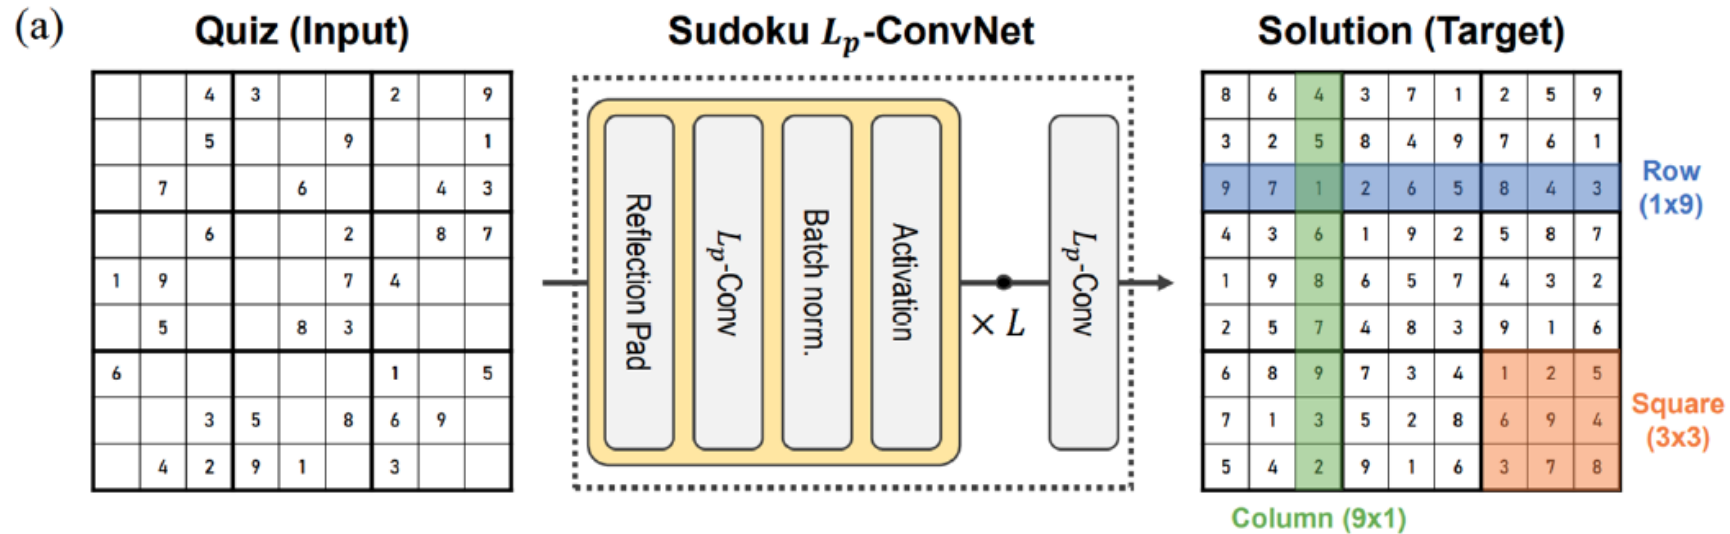 (a)
Quiz (Input)
Sudoku Lp-ConvNet
Solution (Target)
4 3 2 9
5 9 1
7 6 4 3
6 2 8 7
1 9 7 4
5 8 3
6 1 5
3 5 8 6 9
4 2 9 1 3
Reflection Pad
Lp-Conv
Batch norm.
Activation
× L
Lp-Conv
8 6 4 3 7 1 2 5 9
3 2 5 8 4 9 7 6 1
9 7 1 2 6 5 8 4 3
4 3 6 1 9 2 5 8 7
1 9 8 6 5 7 4 3 2
2 5 7 4 8 3 9 1 6
6 8 9 7 3 4 1 2 5
7 1 3 5 2 8 6 9 4
5 4 2 9 1 6 3 7 8
Row
(1x9)
Square
(3x3)
Column (9x1)